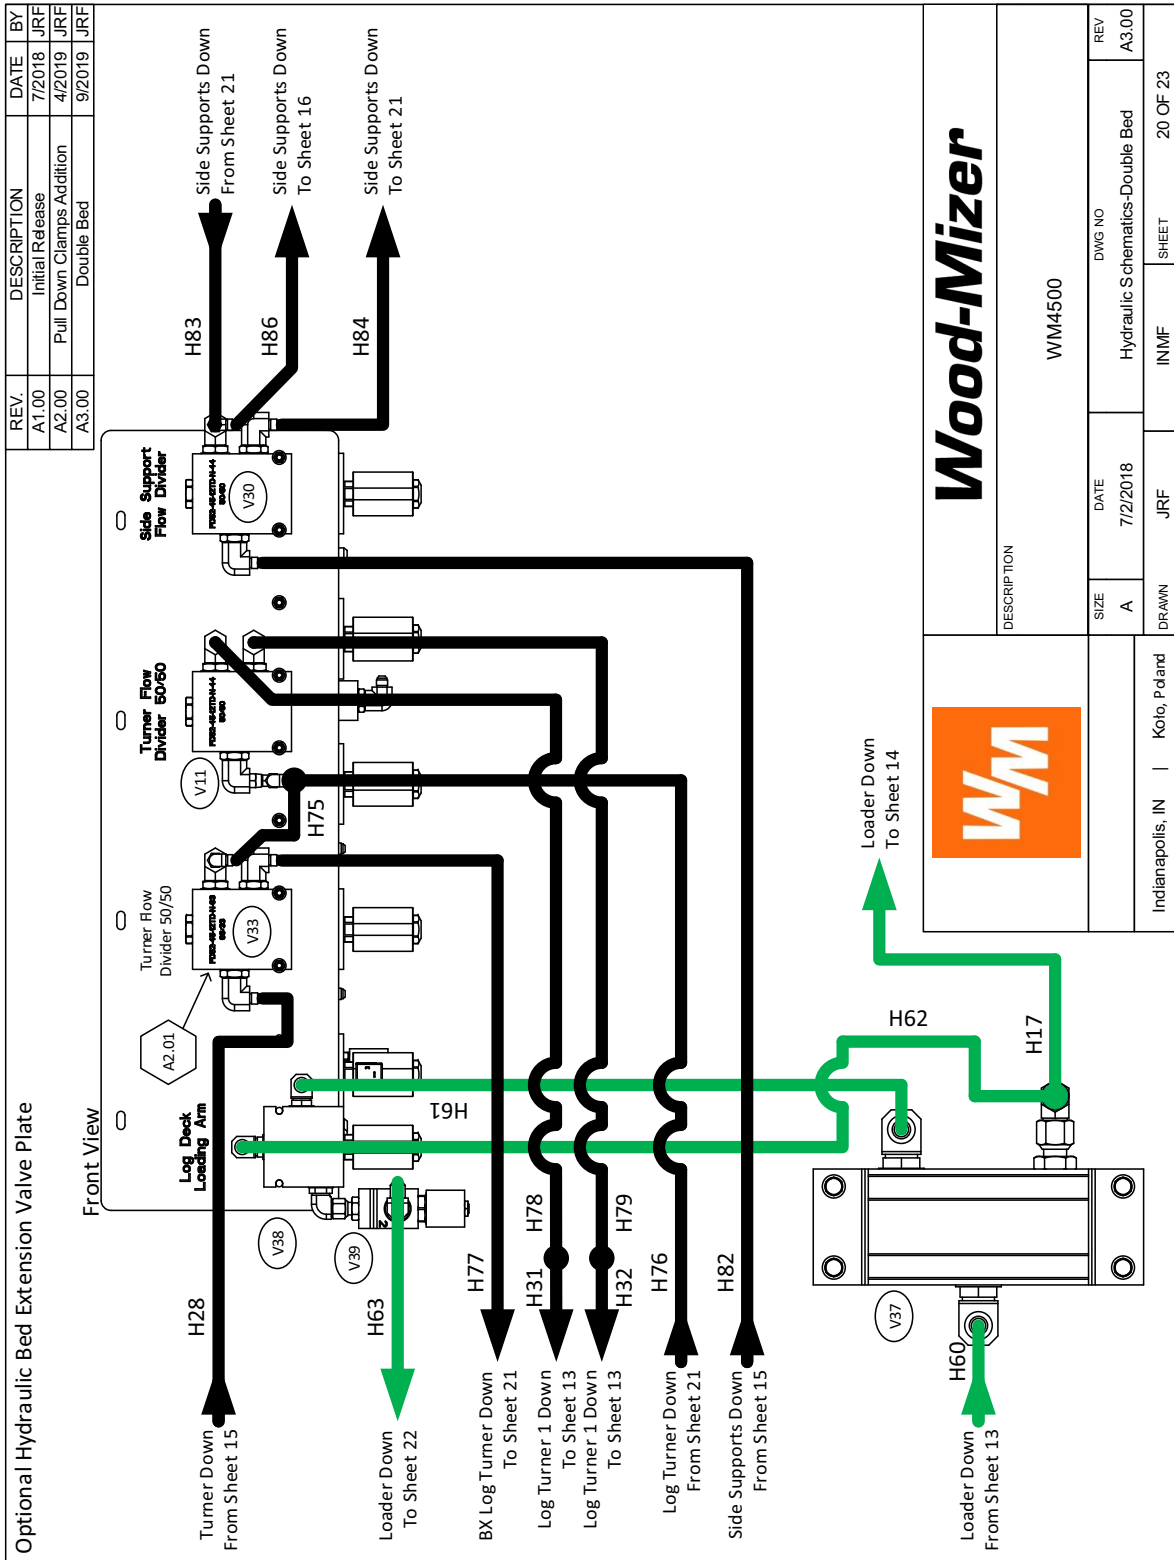 Optional Hydraulic Bed Extension Valve Plate
REV.
DESCRIPTION
DATE
BY
A1.00
Initial Release
7/2018
JRF
A2.00
Pull Down Clamps Addition
4/2019
JRF
A3.00
Double Bed
9/2019
JRF
Front View
Log Deck
Loading Arm
Turner Flow
Divider 50/50
Turner Flow
Divider 50/50
Side Support
Flow Divider
A2.01
V38
V39
V33
V11
V30
V37
50/50
50/50
2
Turner Down
From Sheet 15
H28
Loader Down
To Sheet 22
H63
BX Log Turner Down
To Sheet 21
H77
Log Turner 1 Down
To Sheet 13
H31
H78
Log Turner 1 Down
To Sheet 13
H32
H79
Log Turner Down
From Sheet 21
H76
Side Supports Down
From Sheet 15
H82
Loader Down
From Sheet 13
H60
H61
H62
H17
H75
Loader Down
To Sheet 14
H83
Side Supports Down
From Sheet 21
H86
Side Supports Down
To Sheet 16
H84
Side Supports Down
To Sheet 21
WM
Wood-Mizer
DESCRIPTION
WM4500
Indianapolis, IN | Koło, Poland
SIZE
A
DATE
7/2/2018
DWG NO
Hydraulic Schematics-Double Bed
REV
A3.00
DRAWN
JRF
INMF
SHEET
20 OF 23